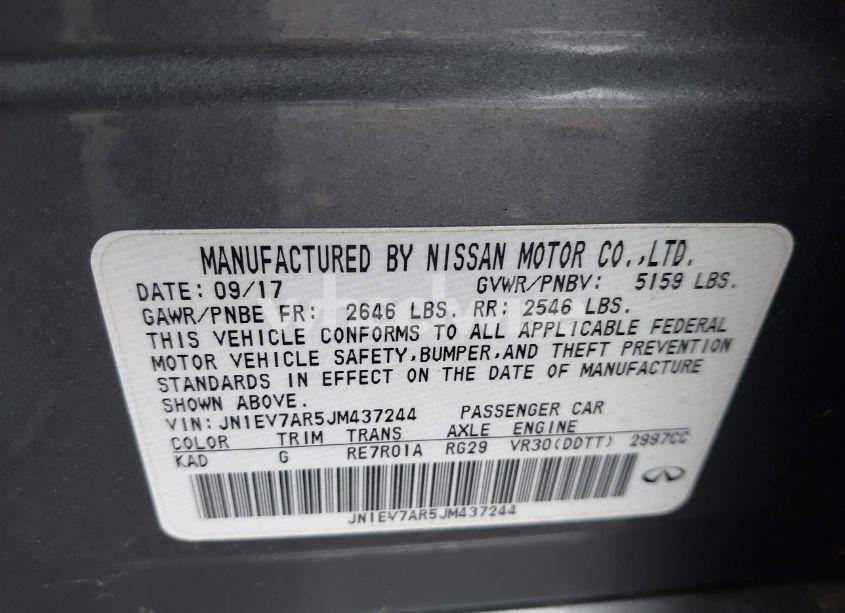 MANUFACTURED BY NISSAN MOTOR CO.,LTD.
DATE: 09/17 GVWR/PNBV: 5159 LBS.
GAWR/PNBE FR: 2646 LBS. RR: 2546 LBS.
THIS VEHICLE CONFORMS TO ALL APPLICABLE FEDERAL
MOTOR VEHICLE SAFETY,BUMPER,AND THEFT PREVENTION
STANDARDS IN EFFECT ON THE DATE OF MANUFACTURE
SHOWN ABOVE.
VIN: JN1EV7AR5JM437244 PASSENGER CAR
COLOR TRIM TRANS AXLE ENGINE
KAD G RE7R01A RG29 VR30(DDTT) 2997CC
JN1EV7AR5JM437244